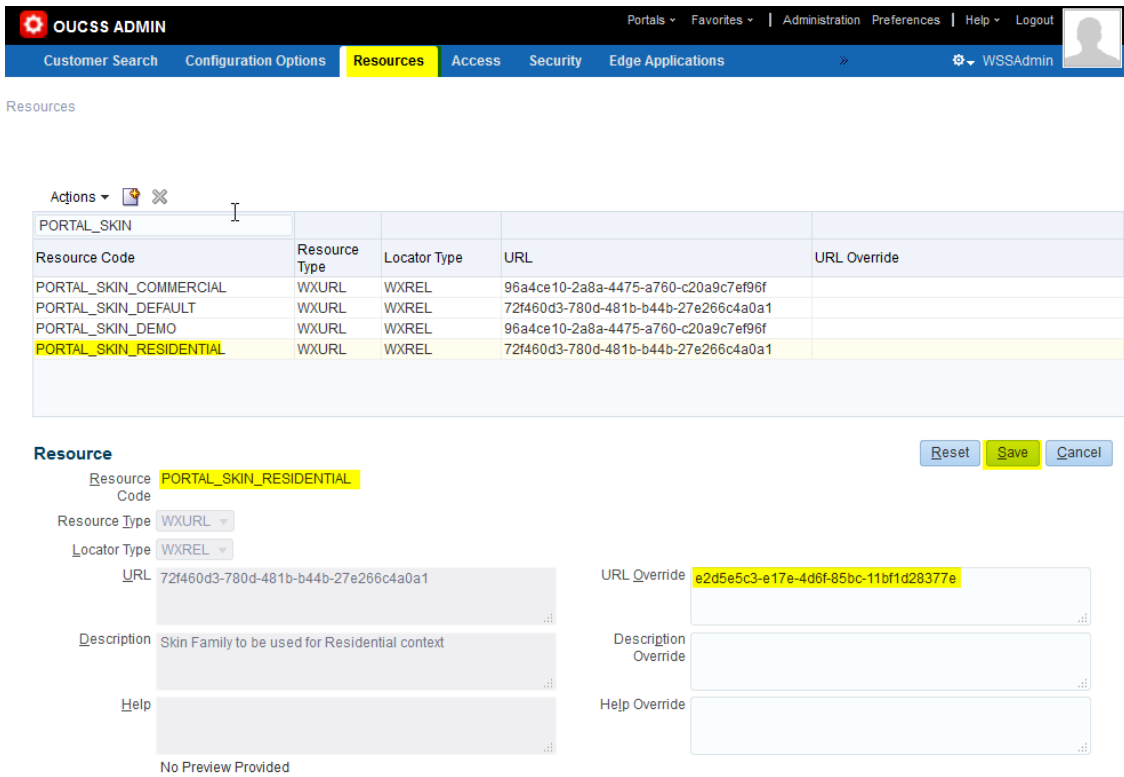 OUCSS ADMIN
Portals Favorites | Administration Preferences | Help Logout
Customer Search Configuration Options Resources Access Security Edge Applications » WSSAdmin
Resources
Actions
PORTAL_SKIN
Resource Code Resource Type Locator Type URL URL Override
PORTAL_SKIN_COMMERCIAL WXURL WXREL 96a4ce10-2a8a-4475-a760-c20a9c7ef96f
PORTAL_SKIN_DEFAULT WXURL WXREL 72f460d3-780d-481b-b44b-27e266c4a0a1
PORTAL_SKIN_DEMO WXURL WXREL 96a4ce10-2a8a-4475-a760-c20a9c7ef96f
PORTAL_SKIN_RESIDENTIAL WXURL WXREL 72f460d3-780d-481b-b44b-27e266c4a0a1
Resource Reset Save Cancel
Resource Code PORTAL_SKIN_RESIDENTIAL
Resource Type WXURL
Locator Type WXREL
URL 72f460d3-780d-481b-b44b-27e266c4a0a1 URL Override e2d5e5c3-e17e-4d6f-85bc-11bf1d28377e
Description Skin Family to be used for Residential context Description Override
Help Help Override
No Preview Provided